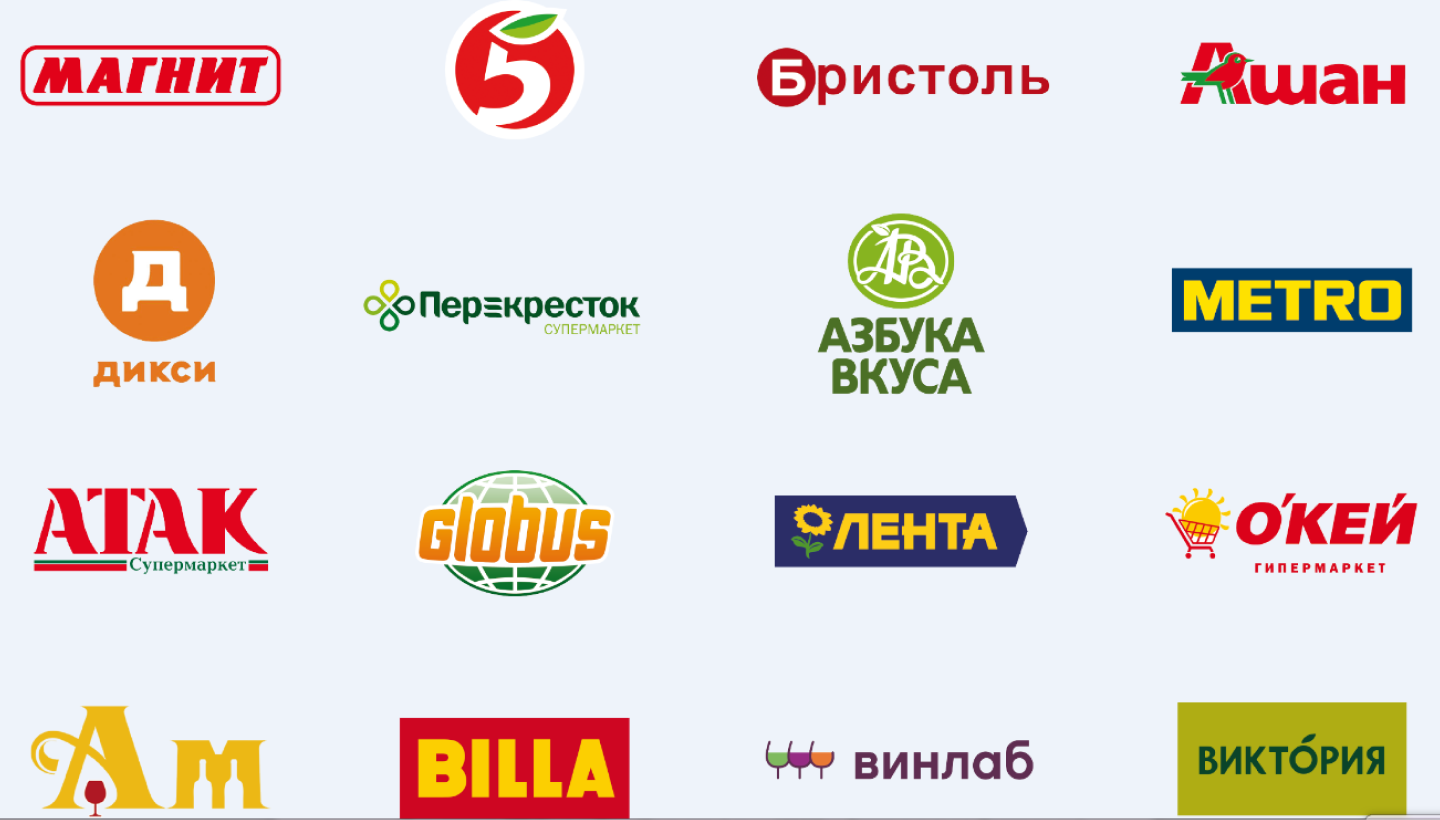 МАГНИТ
5
Бристоль
Ашан
Д
ДИКСИ
Перекресток
СУПЕРМАРКЕТ
АВ
АЗБУКА
ВКУСА
METRO
АТАК
Супермаркет
Globus
ЛЕНТА
О'КЕЙ
ГИПЕРМАРКЕТ
Ам
BILLA
винлаб
ВИКТОРИЯ